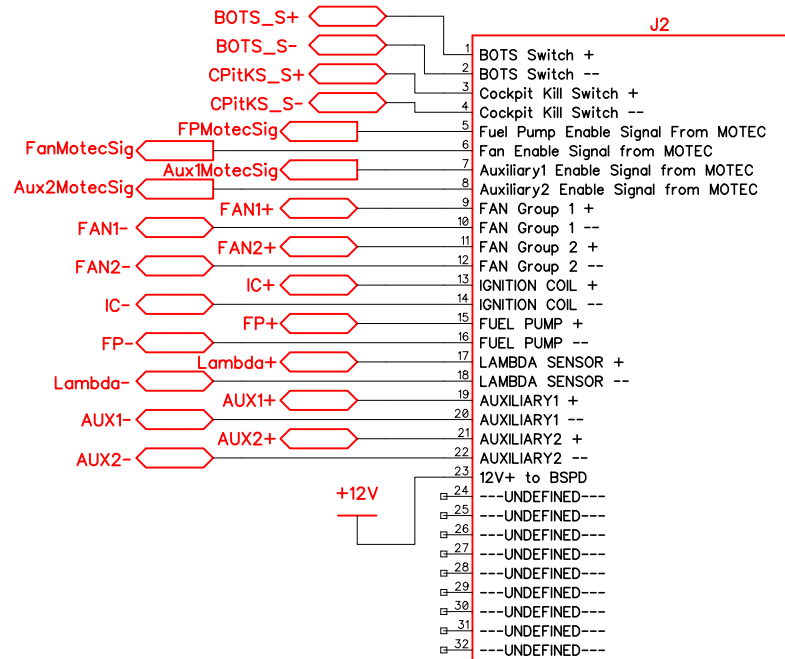 J2
BOTS_S+ 1 BOTS Switch +
BOTS_S- 2 BOTS Switch --
CPitKS_S+ 3 Cockpit Kill Switch +
CPitKS_S- 4 Cockpit Kill Switch --
FPMotecSig 5 Fuel Pump Enable Signal From MOTEC
FanMotecSig 6 Fan Enable Signal from MOTEC
Aux1MotecSig 7 Auxiliary1 Enable Signal from MOTEC
Aux2MotecSig 8 Auxiliary2 Enable Signal from MOTEC
FAN1+ 9 FAN Group 1 +
FAN1- 10 FAN Group 1 --
FAN2+ 11 FAN Group 2 +
FAN2- 12 FAN Group 2 --
IC+ 13 IGNITION COIL +
IC- 14 IGNITION COIL --
FP+ 15 FUEL PUMP +
FP- 16 FUEL PUMP --
Lambda+ 17 LAMBDA SENSOR +
Lambda- 18 LAMBDA SENSOR --
AUX1+ 19 AUXILIARY1 +
AUX1- 20 AUXILIARY1 --
AUX2+ 21 AUXILIARY2 +
AUX2- 22 AUXILIARY2 --
23 12V+ to BSPD
+12V 24 ---UNDEFINED---
25 ---UNDEFINED---
26 ---UNDEFINED---
27 ---UNDEFINED---
28 ---UNDEFINED---
29 ---UNDEFINED---
30 ---UNDEFINED---
31 ---UNDEFINED---
32 ---UNDEFINED---